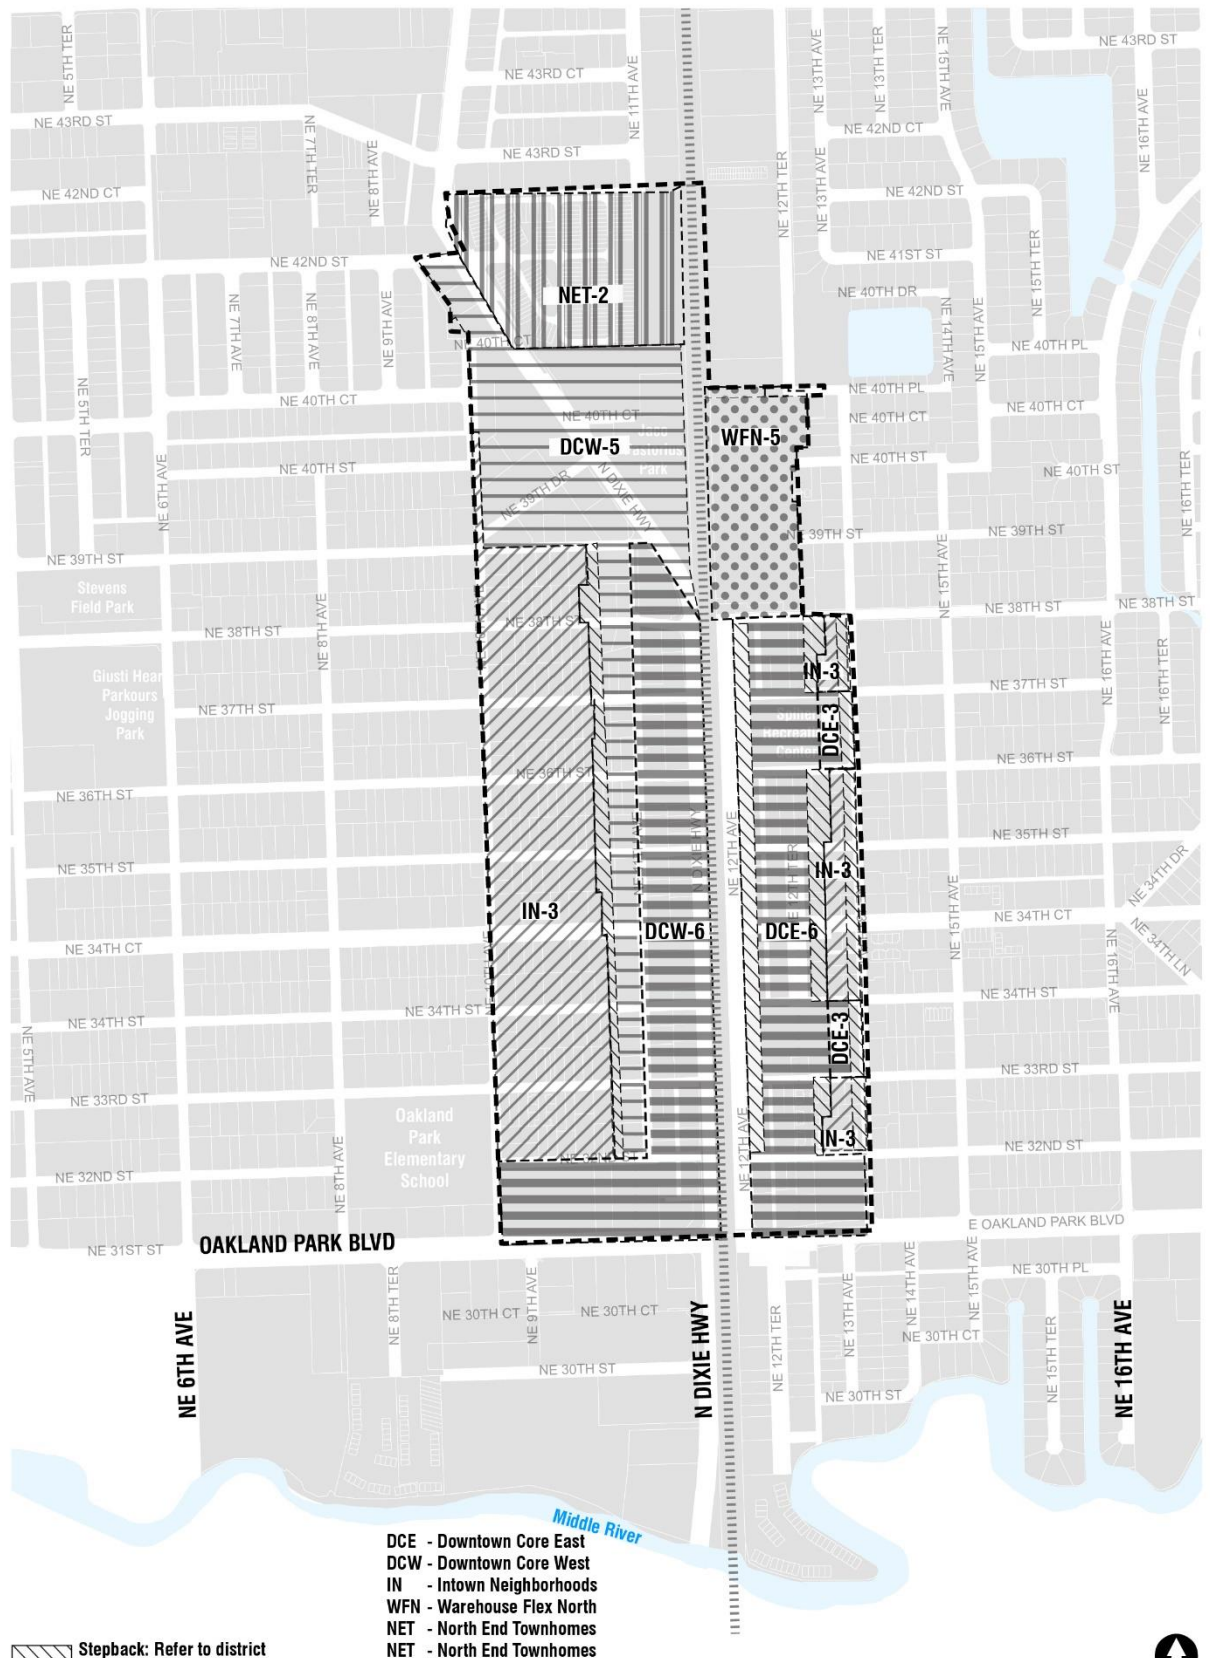 NE 5TH TER
NE 43RD CT
NE 11TH AVE
NE 13TH AVE
NE 13TH TER
NE 15TH AVE
NE 43RD ST
NE 43RD ST
NE 7TH TER
NE 8TH AVE
NE 43RD ST
NE 42ND CT
NE 16TH AVE
NE 42ND CT
NE 12TH TER
NE 13TH AVE
NE 42ND ST
NE 42ND ST
NE 41ST ST
NE 15TH TER
NE 7TH AVE
NE 8TH AVE
NE 9TH AVE
NET-2
NE 40TH DR
NE 14TH AVE
NE 15TH AVE
NE 40TH CT
NE 40TH PL
NE 5TH TER
NE 40TH CT
NE 40TH CT
NE 40TH PL
NE 40TH CT
NE 40TH CT
DCW-5
Park
WFN-5
NE 6TH AVE
NE 40TH ST
NE 40TH ST
NE 40TH ST
NE 16TH TER
NE 39TH DR
N DIXIE HWY
NE 39TH ST
NE 39TH ST
NE 39TH ST
Stevens
Field Park
NE 8TH AVE
NE 15TH AVE
NE 38TH ST
NE 38TH ST
NE 38TH ST
NE 38TH ST
Giusti Hear
Parkours
Jogging
Park
NE 16TH AVE
NE 16TH TER
IN-3
NE 37TH ST
NE 37TH ST
DCE-3
NE 36TH ST
NE 36TH ST
NE 36TH ST
NE 35TH ST
NE 35TH ST
N DIXIE HWY
NE 12TH AVE
NE 12TH TER
IN-3
NE 34TH DR
IN-3
DCW-6
DCE-6
NE 15TH AVE
NE 34TH CT
NE 34TH CT
NE 16TH AVE
NE 34TH LN
NE 10TH AVE
NE 34TH ST
NE 34TH ST
NE 34TH ST
NE 5TH AVE
DCE-3
NE 33RD ST
NE 33RD ST
Oakland
Park
Elementary
School
NE 8TH AVE
NE 12TH AVE
IN-3
NE 32ND ST
NE 32ND ST
NE 32ND ST
E OAKLAND PARK BLVD
NE 31ST ST
OAKLAND PARK BLVD
NE 8TH TER
NE 9TH AVE
NE 30TH CT
NE 30TH CT
NE 12TH TER
NE 13TH AVE
NE 14TH AVE
NE 15TH AVE
NE 30TH PL
NE 30TH CT
NE 15TH TER
NE 6TH AVE
N DIXIE HWY
NE 16TH AVE
NE 30TH ST
NE 30TH ST
Middle River
DCE - Downtown Core East
DCW - Downtown Core West
IN - Intown Neighborhoods
WFN - Warehouse Flex North
NET - North End Townhomes
NET - North End Townhomes
Stepback: Refer to district